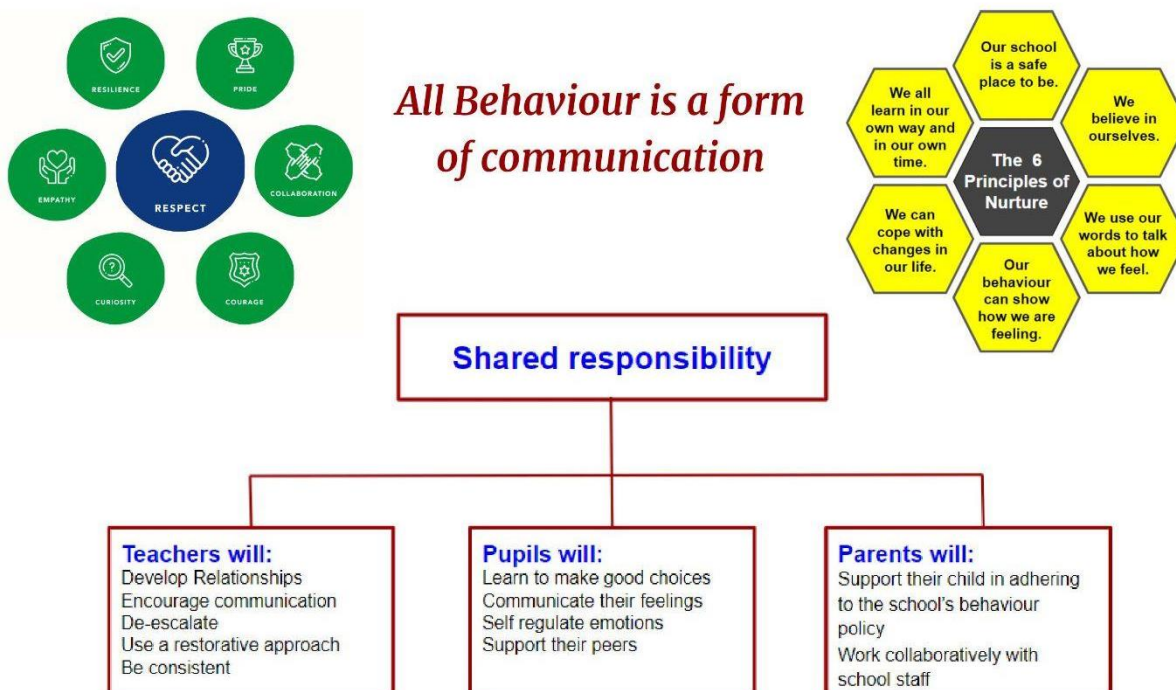 RESILIENCE
PRIDE
EMPATHY
RESPECT
COLLABORATION
CURIOSITY
COURAGE
All Behaviour is a form
of communication
Our school
is a safe
place to be.
We all
learn in our
own way and
in our own
time.
We
believe in
ourselves.
The 6
Principles of
Nurture
We can
cope with
changes in
our life.
We use our
words to talk
about how
we feel.
Our
behaviour
can show
how we are
feeling.
Shared responsibility
Teachers will:
Develop Relationships
Encourage communication
De-escalate
Use a restorative approach
Be consistent
Pupils will:
Learn to make good choices
Communicate their feelings
Self regulate emotions
Support their peers
Parents will:
Support their child in adhering
to the school's behaviour
policy
Work collaboratively with
school staff